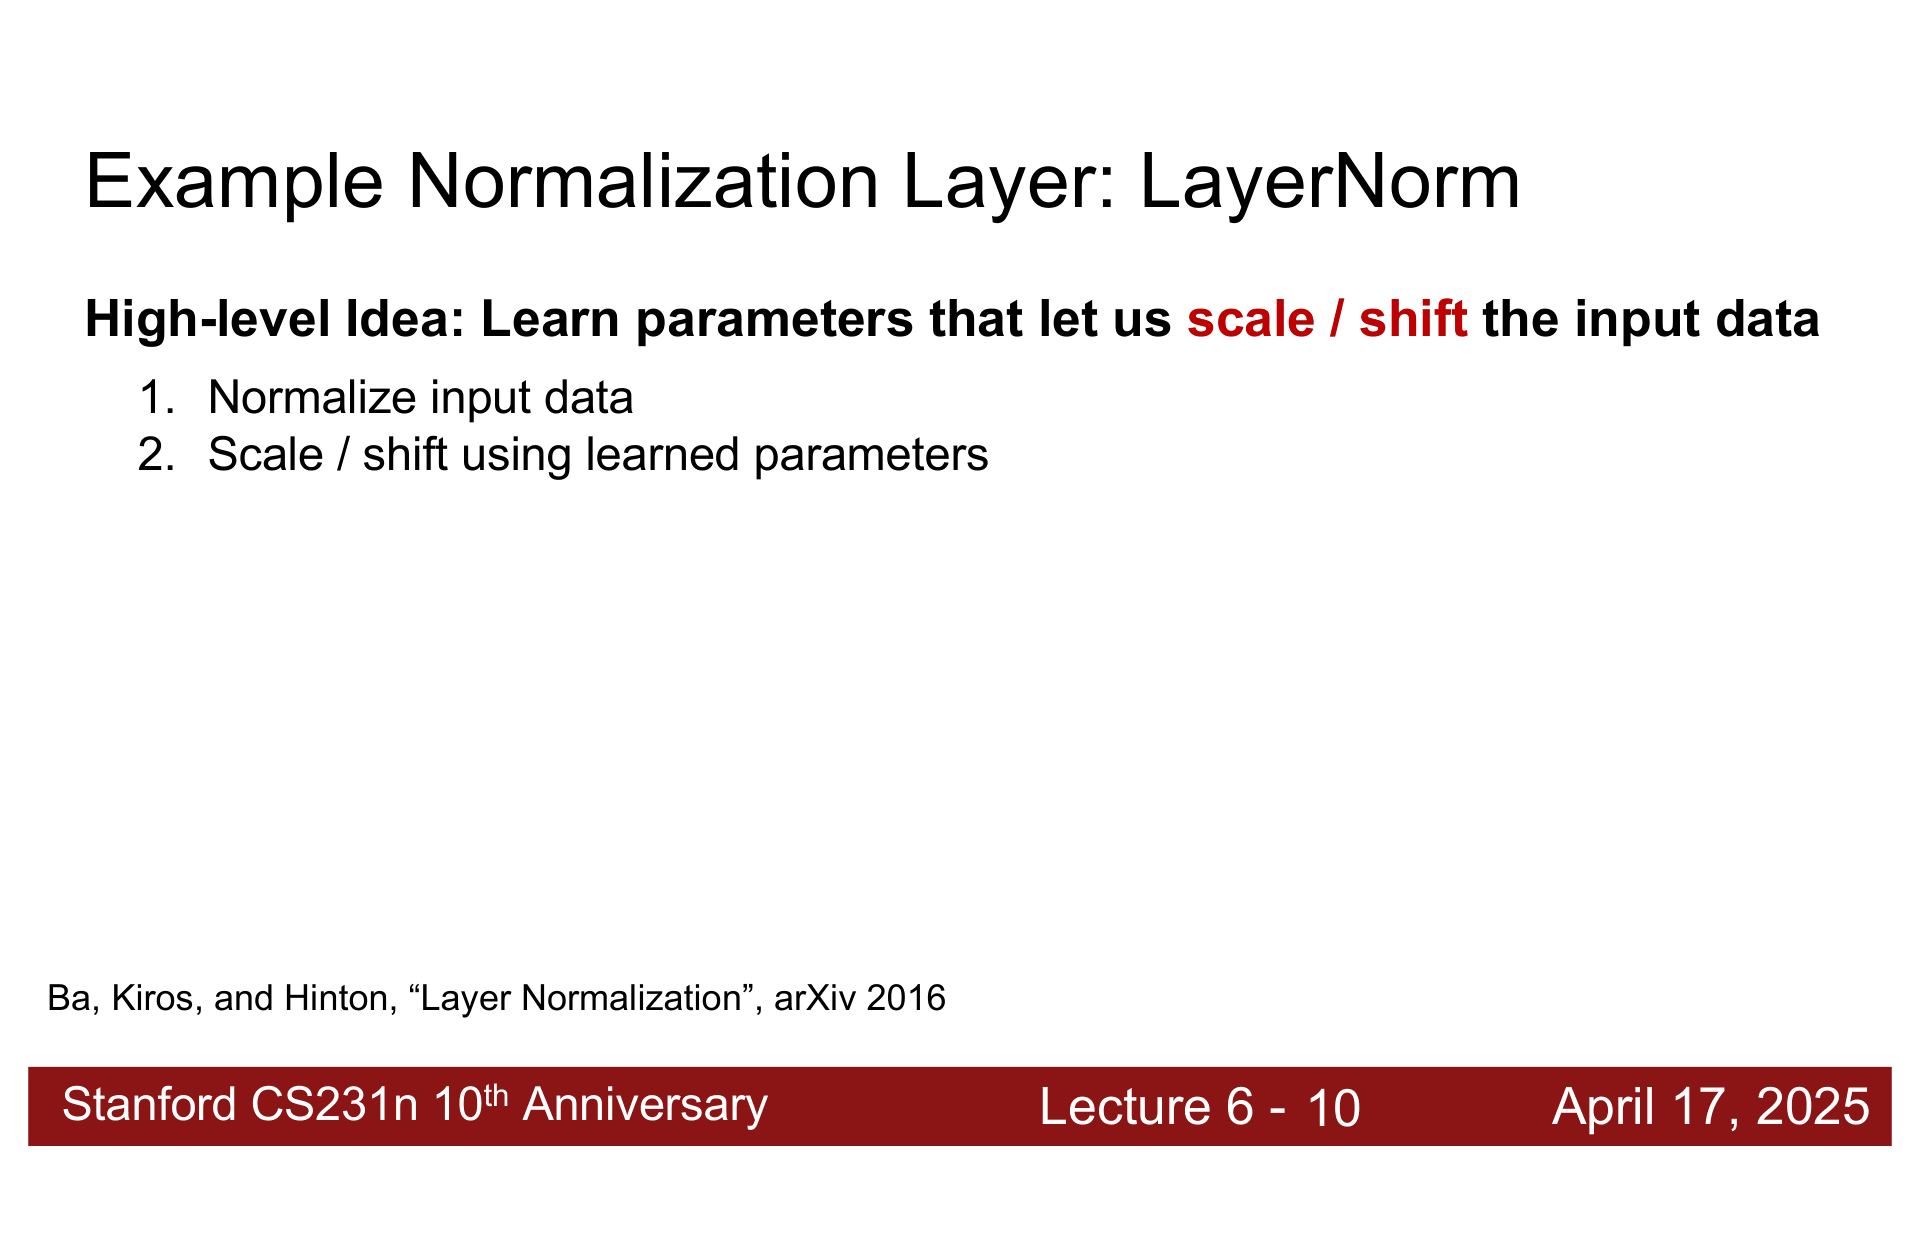 Example Normalization Layer: LayerNorm
High-level Idea: Learn parameters that let us scale / shift the input data
1. Normalize input data
2. Scale / shift using learned parameters
Ba, Kiros, and Hinton, “Layer Normalization”, arXiv 2016
Stanford CS231n 10th Anniversary Lecture 6 - 10 April 17, 2025